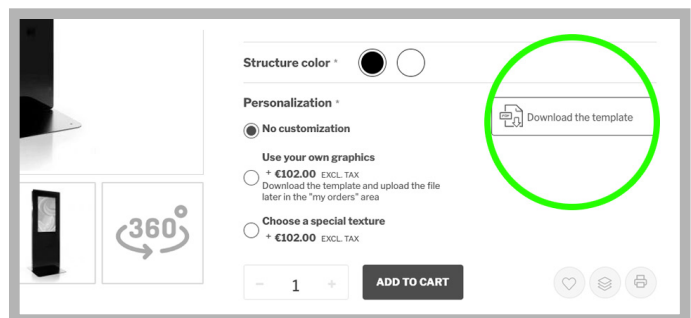 Structure color *
Personalization *
No customization
Use your own graphics
+ €102.00 EXCL. TAX
Download the template and upload the file
later in the "my orders" area
Choose a special texture
+ €102.00 EXCL. TAX
PDF
Download the template
360°
- 1 +
ADD TO CART